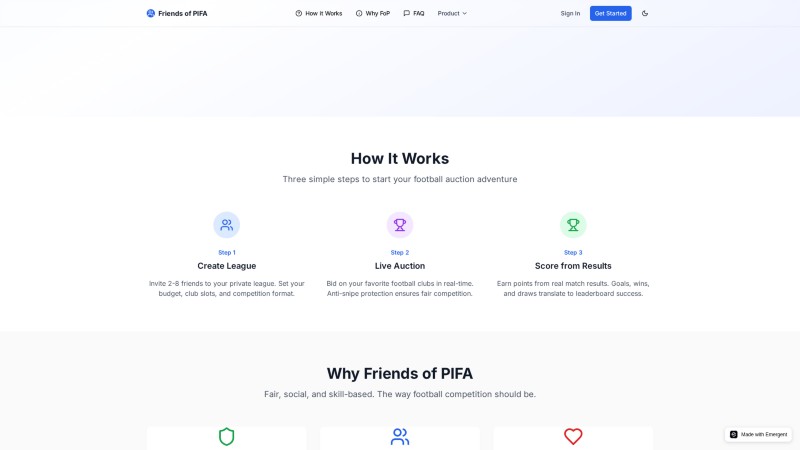 Friends of PIFA
How It Works
Why FoP
FAQ
Product
Sign In
Get Started
How It Works
Three simple steps to start your football auction adventure
Step 1
Create League
Invite 2-8 friends to your private league. Set your
budget, club slots, and competition format.
Step 2
Live Auction
Bid on your favorite football clubs in real-time.
Anti-snipe protection ensures fair competition.
Step 3
Score from Results
Earn points from real match results. Goals, wins,
and draws translate to leaderboard success.
Why Friends of PIFA
Fair, social, and skill-based. The way football competition should be.
Made with Emergent